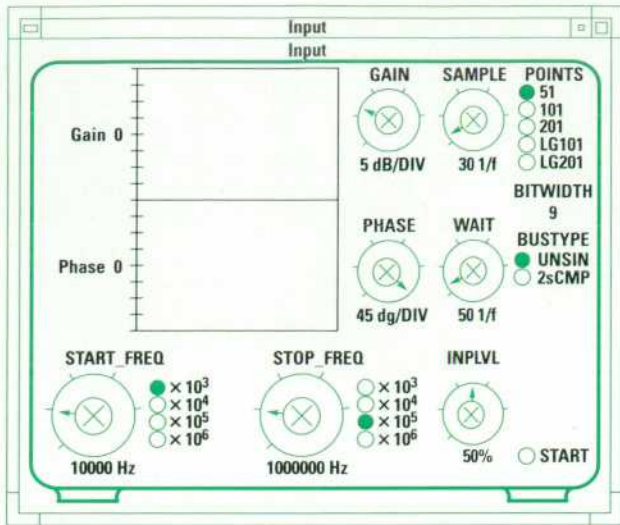 Input
Input
GAIN
SAMPLE
POINTS
51
101
201
LG101
LG201
Gain 0
5 dB/DIV
30 1/f
BITWIDTH
9
PHASE
WAIT
BUSTYPE
UNSIN
2sCMP
Phase 0
45 dg/DIV
50 1/f
START_FREQ
× 10³
× 10⁴
× 10⁵
× 10⁶
10000 Hz
STOP_FREQ
× 10³
× 10⁴
× 10⁵
× 10⁶
1000000 Hz
INPLVL
50%
START